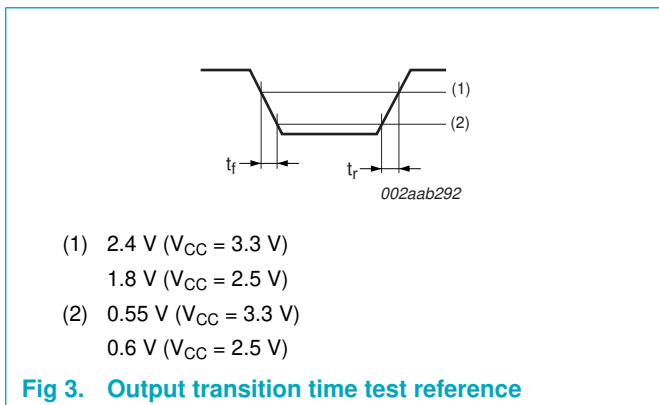 (1)
(2)
tf
tr
002aab292
(1) 2.4 V (VCC = 3.3 V)
1.8 V (VCC = 2.5 V)
(2) 0.55 V (VCC = 3.3 V)
0.6 V (VCC = 2.5 V)
Fig 3. Output transition time test reference